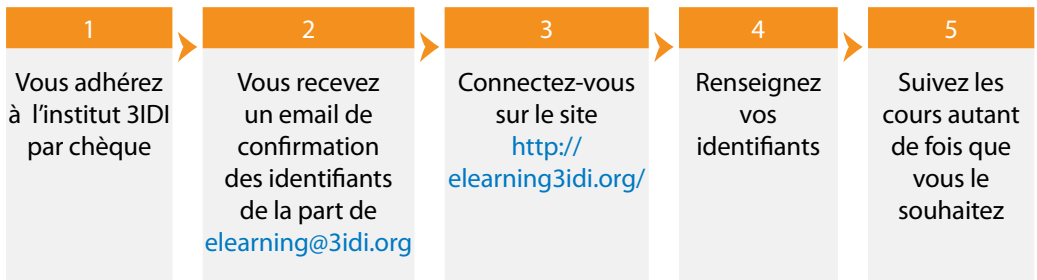 1
Vous adhérez
à l'institut 3IDI
par chèque
2
Vous recevez
un email de
confirmation
des identifiants
de la part de
elearning@3idi.org
3
Connectez-vous
sur le site
http://
elearning3idi.org/
4
Renseignez
vos
identifiants
5
Suivez les
cours autant
de fois que
vous le
souhaitez